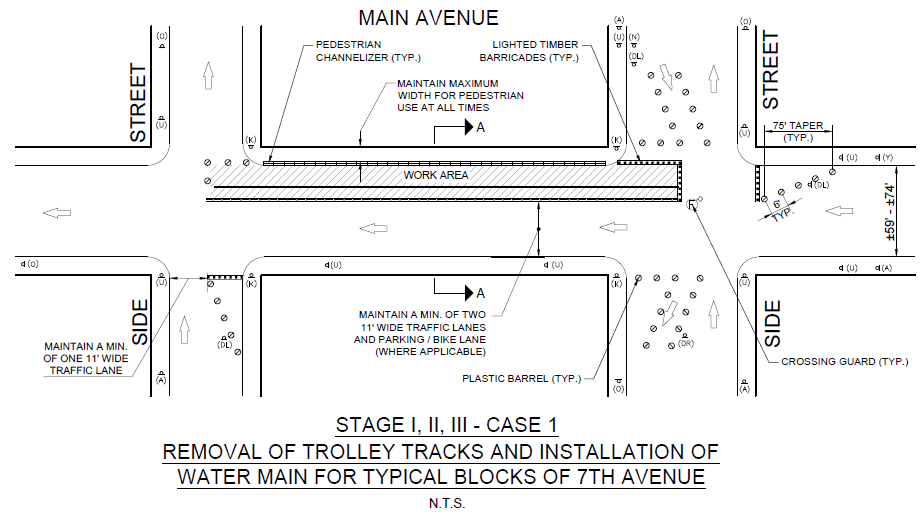 MAIN AVENUE
(O)
STREET
(U)
(K)
PEDESTRIAN
CHANNELIZER (TYP.)
MAINTAIN MAXIMUM
WIDTH FOR PEDESTRIAN
USE AT ALL TIMES
A
LIGHTED TIMBER
BARRICADES (TYP.)
(A)
(U)
(N)
(DL)
(K)
(O)
STREET
(U)
75' TAPER
(TYP.)
(U)
(Y)
(DL)
6'
TYP.
±59' - ±74'
WORK AREA
(F)
(O)
(U)
(U)
(U)
(A)
(U)
(K)
(K)
(U)
SIDE
MAINTAIN A MIN.
OF ONE 11' WIDE
TRAFFIC LANE
(DL)
(A)
A
MAINTAIN A MIN. OF TWO
11' WIDE TRAFFIC LANES
AND PARKING / BIKE LANE
(WHERE APPLICABLE)
PLASTIC BARREL (TYP.)
(DR)
(O)
(A)
SIDE
CROSSING GUARD (TYP.)
STAGE I, II, III - CASE 1
REMOVAL OF TROLLEY TRACKS AND INSTALLATION OF
WATER MAIN FOR TYPICAL BLOCKS OF 7TH AVENUE
N.T.S.